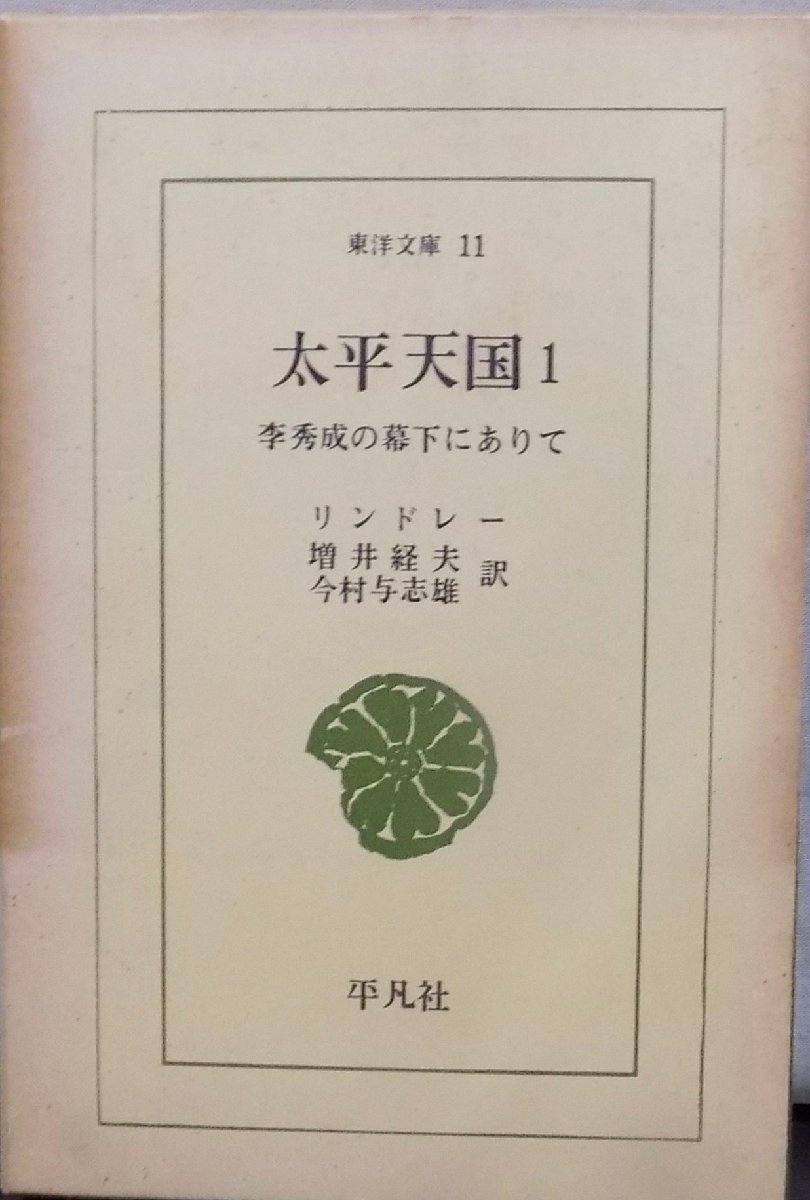 東洋文庫 11
太平天国 1
李秀成の幕下にありて
リンドレー
増井経夫
今村与志雄 訳
平凡社